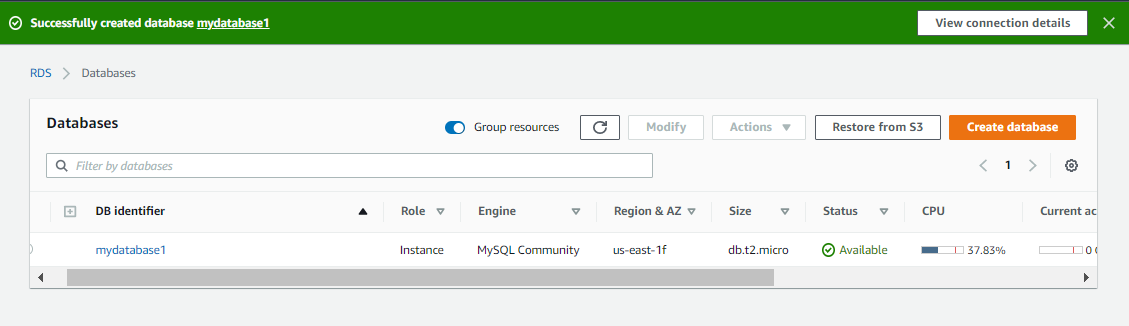 Successfully created database mydatabase1
View connection details
RDS > Databases
Databases
Group resources
Modify
Actions
Restore from S3
Create database
Filter by databases
1
DB identifier Role Engine Region & AZ Size Status CPU Current ac
mydatabase1 Instance MySQL Community us-east-1f db.t2.micro Available 37.83% 0